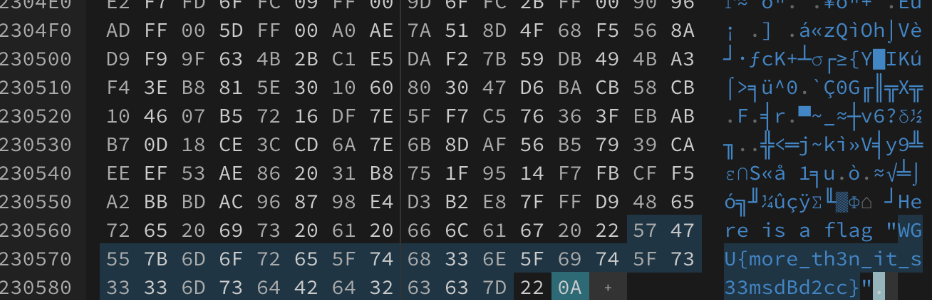 2304E0 E2 F7 FD 6F FC 09 FF 00 9D 6F FC 2B FF 00 90 96
2304F0 AD FF 00 5D FF 00 A0 AE 7A 51 8D 4F 68 F5 56 8A ¡ .] .á«zQìOh⌡Vè
230500 D9 F9 9F 63 4B 2B C1 E5 DA F2 7B 59 DB 49 4B A3 ┘∙ƒcK+┴σ┌≥{Y█IKú
230510 F4 3E B8 81 5E 30 10 60 80 30 47 D6 BA CB 58 CB ⌠>╕ü^0.`Ç0G╓║╦X╦
230520 10 46 07 B5 72 16 DF 7E 5F F7 C5 76 36 3F EB AB .F.╡r.▀~_≈┼v6?δ½
230530 B7 0D 18 CE 3C CD 6A 7E 6B 8D AF 56 B5 79 39 CA ╖..╬<═j~kì»V╡y9╩
230540 EE EF 53 AE 86 20 31 B8 75 1F 95 14 F7 FB CF F5 ε∩S«å 1╕u.ò.≈√╧⌡
230550 A2 BB BD AC 96 87 98 E4 D3 B2 E8 7F FF D9 48 65 ó╗╜¼ûçÿΣ╙▓Φ⌂ ┘He
230560 72 65 20 69 73 20 61 20 66 6C 61 67 20 22 57 47 re is a flag "WG
230570 55 7B 6D 6F 72 65 5F 74 68 33 6E 5F 69 74 5F 73 U{more_th3n_it_s
230580 33 33 6D 73 64 42 64 32 63 63 7D 22 0A + 33msdBd2cc}".